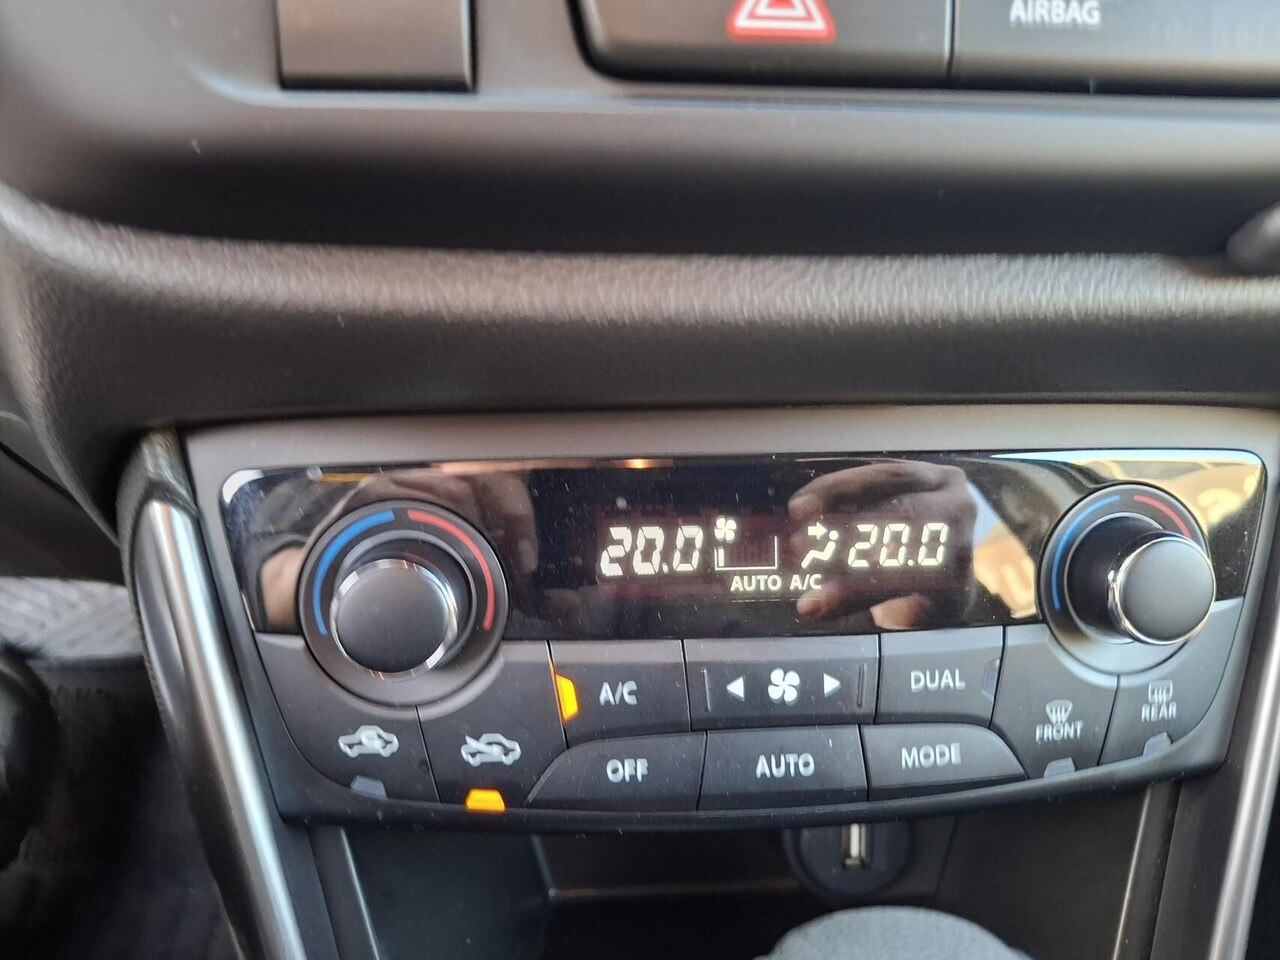 AIRBAG
20.0 20.0
AUTO A/C
A/C
DUAL
OFF
AUTO
MODE
FRONT
REAR